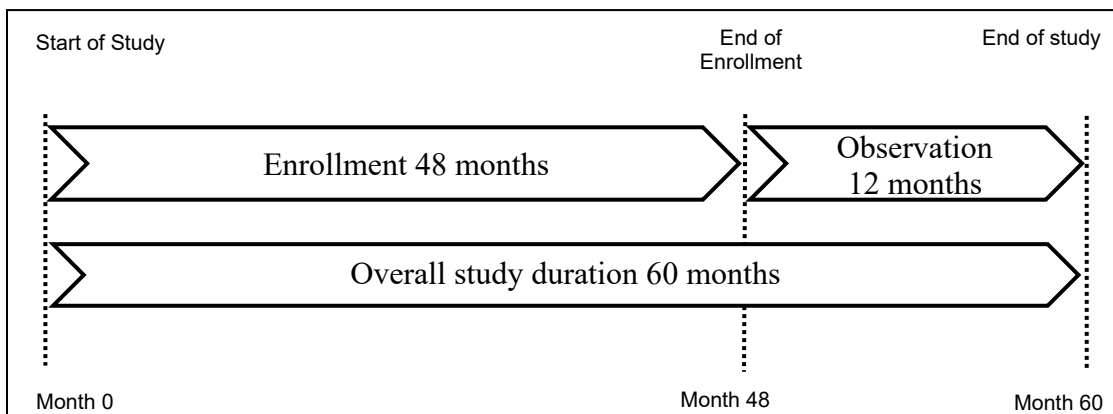 Start of Study
End of
Enrollment
End of study
Enrollment 48 months
Observation
12 months
Overall study duration 60 months
Month 0
Month 48
Month 60